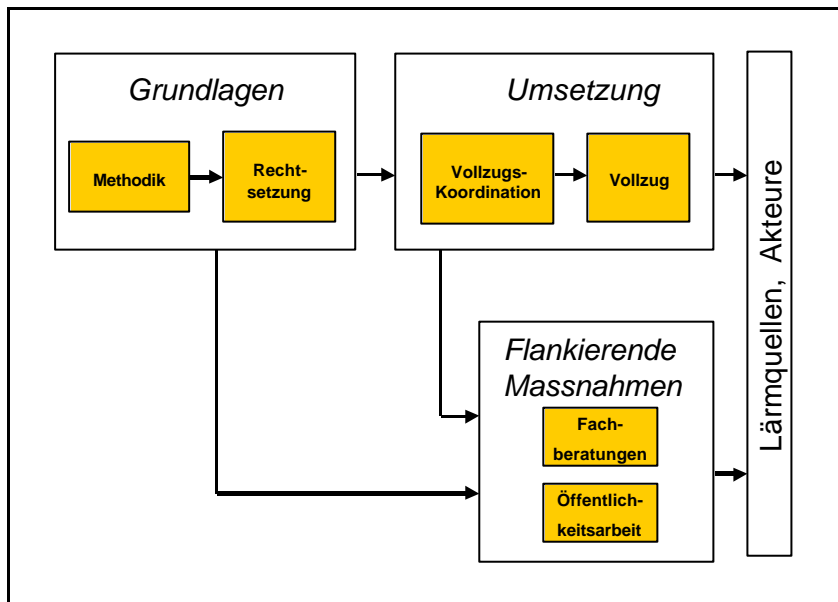 Grundlagen
Methodik
Recht-
setzung
Umsetzung
Vollzugs-
Koordination
Vollzug
Flankierende
Massnahmen
Fach-
beratungen
Öffentlich-
keitsarbeit
Lärmquellen, Akteure